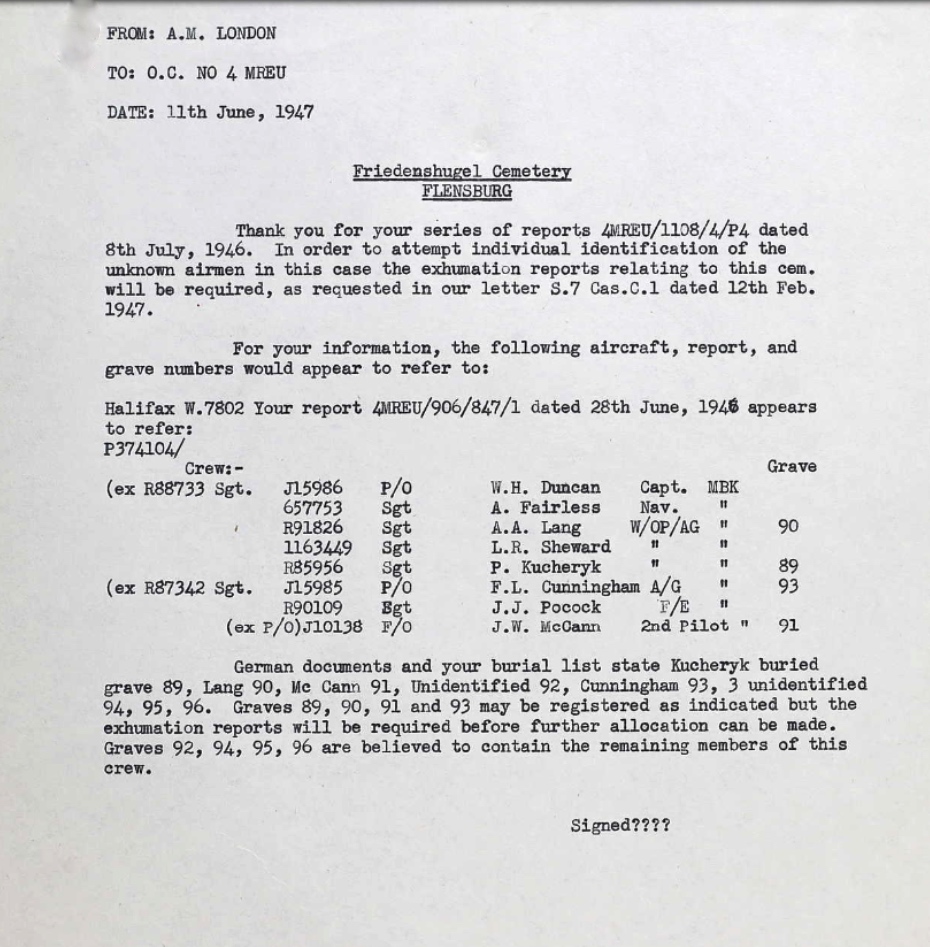 FROM: A.M. LONDON
TO: O.C. NO 4 MREU
DATE: 11th June, 1947
Friedenshugel Cemetery
FLENSBURG
Thank you for your series of reports 4MREU/1108/4/P4 dated
8th July, 1946. In order to attempt individual identification of the
unknown airmen in this case the exhumation reports relating to this cem.
will be required, as requested in our letter S.7 Cas.C.1 dated 12th Feb.
1947.
For your information, the following aircraft, report, and
grave numbers would appear to refer to:
Halifax W.7802 Your report 4MREU/906/847/1 dated 28th June, 1946 appears
to refer:
P374104/
Crew:- Grave
(ex R88733 Sgt. J15986 P/O W.H. Duncan Capt. MBK
657753 Sgt A. Fairless Nav. "
R91826 Sgt A.A. Lang W/OP/AG " 90
1163449 Sgt L.R. Sheward " "
R85956 Sgt P. Kucheryk " " 89
(ex R87342 Sgt. J15985 P/O F.L. Cunningham A/G " 93
R90109 Sgt J.J. Pocock F/E "
(ex P/O)J10138 F/O J.W. McCann 2nd Pilot " 91
German documents and your burial list state Kucheryk buried
grave 89, Lang 90, Mc Cann 91, Unidentified 92, Cunningham 93, 3 unidentified
94, 95, 96. Graves 89, 90, 91 and 93 may be registered as indicated but the
exhumation reports will be required before further allocation can be made.
Graves 92, 94, 95, 96 are believed to contain the remaining members of this
crew.
Signed????